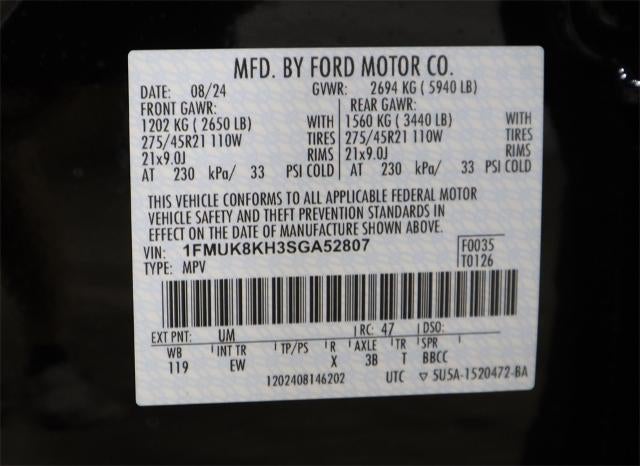 MFD. BY FORD MOTOR CO.
DATE: 08/24 GVWR: 2694 KG ( 5940 LB)
FRONT GAWR: REAR GAWR:
1202 KG ( 2650 LB) WITH 1560 KG ( 3440 LB) WITH
275/45R21 110W TIRES 275/45R21 110W TIRES
21x9.0J RIMS 21x9.0J RIMS
AT 230 kPa/ 33 PSI COLD AT 230 kPa/ 33 PSI COLD
THIS VEHICLE CONFORMS TO ALL APPLICABLE FEDERAL MOTOR
VEHICLE SAFETY AND THEFT PREVENTION STANDARDS IN
EFFECT ON THE DATE OF MANUFACTURE SHOWN ABOVE.
VIN: 1FMUK8KH3SGA52807 F0035
TYPE: MPV T0126
EXT PNT: UM RC: 47 DSO:
WB INT TR TP/PS R AXLE TR SPR
119 EW X 3B T BBCC
1202408146202 UTC ▽ 5U5A-1520472-BA